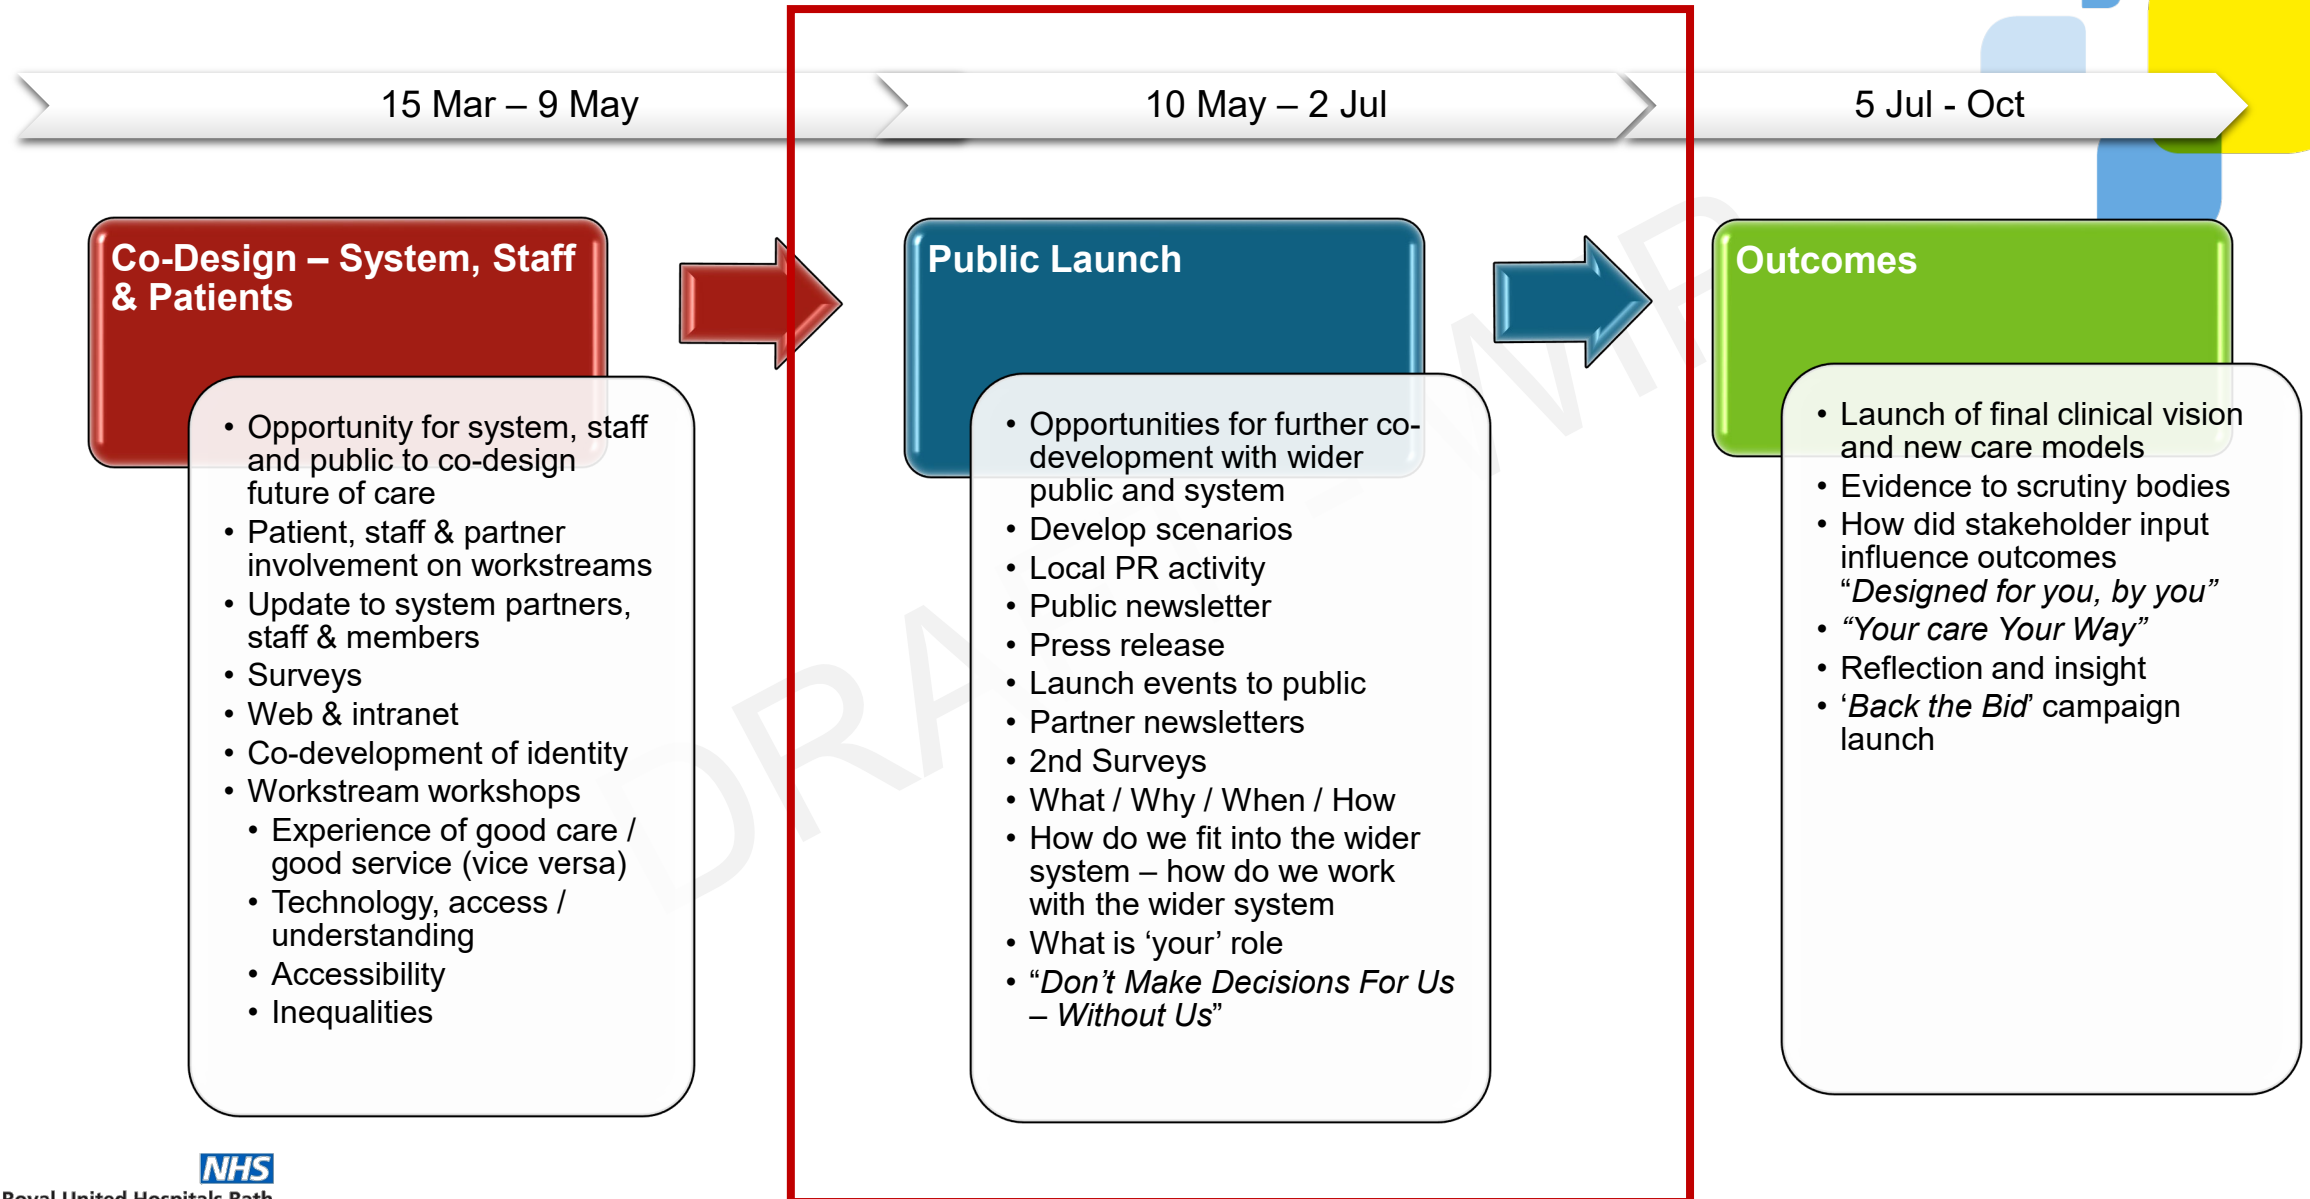 15 Mar – 9 May
10 May – 2 Jul
5 Jul - Oct
Co-Design – System, Staff
& Patients
• Opportunity for system, staff
and public to co-design
future of care
• Patient, staff & partner
involvement on workstreams
• Update to system partners,
staff & members
• Surveys
• Web & intranet
• Co-development of identity
• Workstream workshops
• Experience of good care /
good service (vice versa)
• Technology, access /
understanding
• Accessibility
• Inequalities
Public Launch
• Opportunities for further co-
development with wider
public and system
• Develop scenarios
• Local PR activity
• Public newsletter
• Press release
• Launch events to public
• Partner newsletters
• 2nd Surveys
• What / Why / When / How
• How do we fit into the wider
system – how do we work
with the wider system
• What is ‘your’ role
• “Don’t Make Decisions For Us
– Without Us”
Outcomes
• Launch of final clinical vision
and new care models
• Evidence to scrutiny bodies
• How did stakeholder input
influence outcomes
“Designed for you, by you”
• “Your care Your Way”
• Reflection and insight
• ‘Back the Bid’ campaign
launch
DRAFT - WIP
NHS
Royal United Hospitals Bath